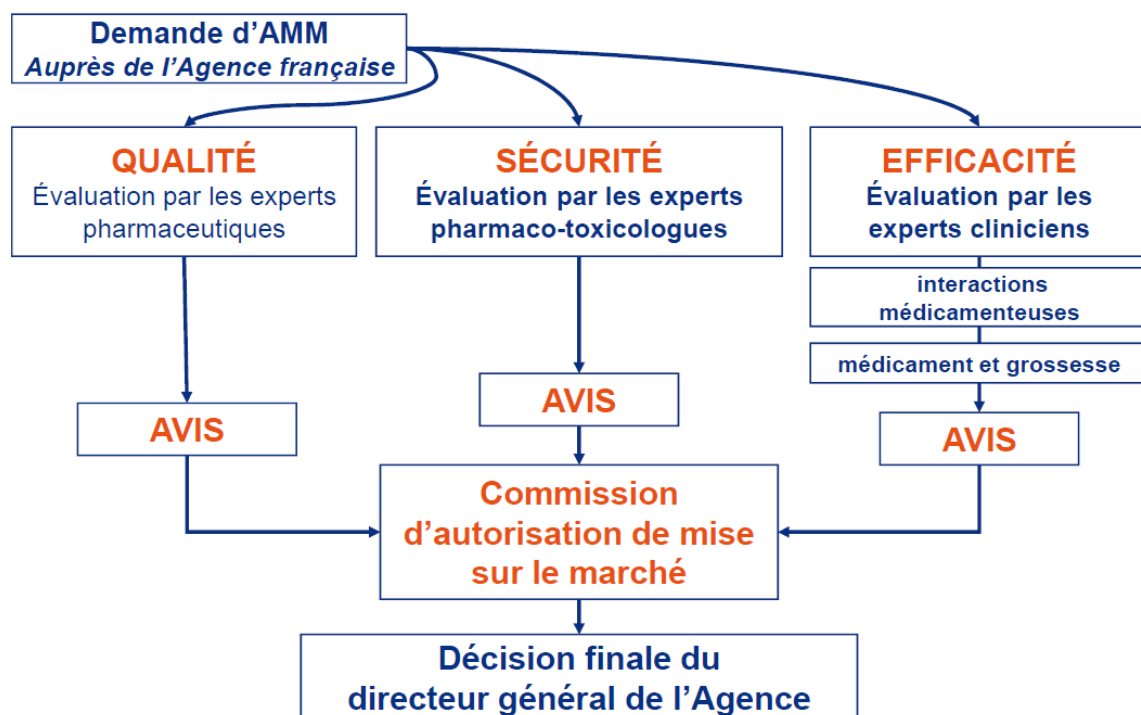 Demande d’AMM
Auprès de l’Agence française
QUALITÉ
Évaluation par les experts
pharmaceutiques
SÉCURITÉ
Évaluation par les experts
pharmaco-toxicologues
EFFICACITÉ
Évaluation par les
experts cliniciens
interactions
médicamenteuses
médicament et grossesse
AVIS
AVIS
AVIS
Commission
d’autorisation de mise
sur le marché
Décision finale du
directeur général de l’Agence